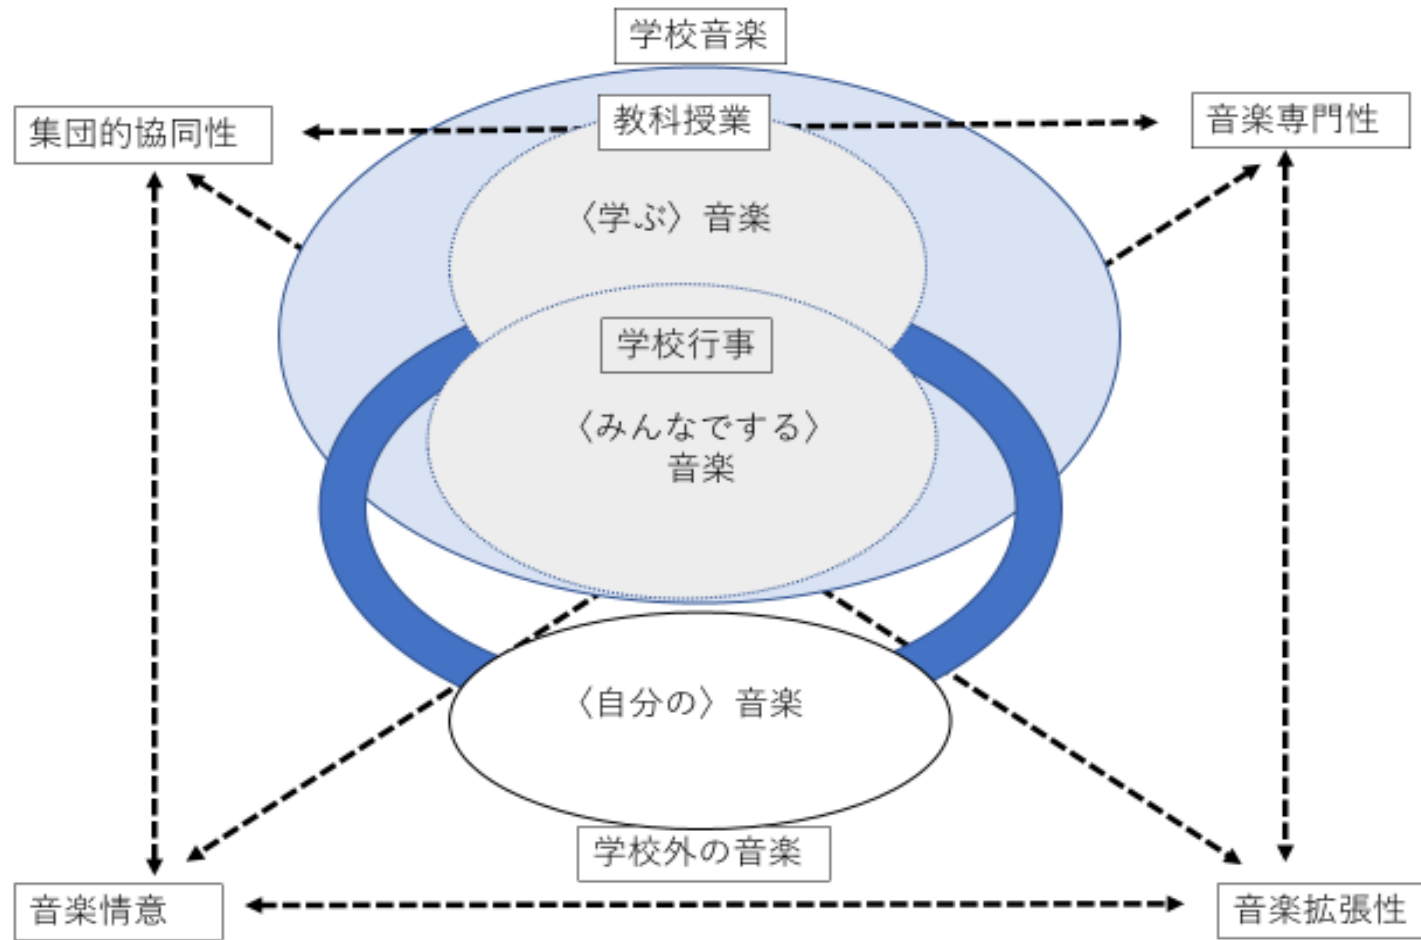 学校音楽
集団的協同性
教科授業
音楽専門性
〈学ぶ〉音楽
学校行事
〈みんなでする〉
音楽
〈自分の〉音楽
学校外の音楽
音楽情意
音楽拡張性